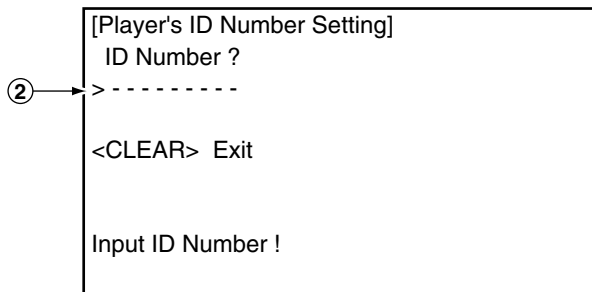 [Player's ID Number Setting]
ID Number ?
② >- - - - - - - - -
<CLEAR> Exit
Input ID Number !